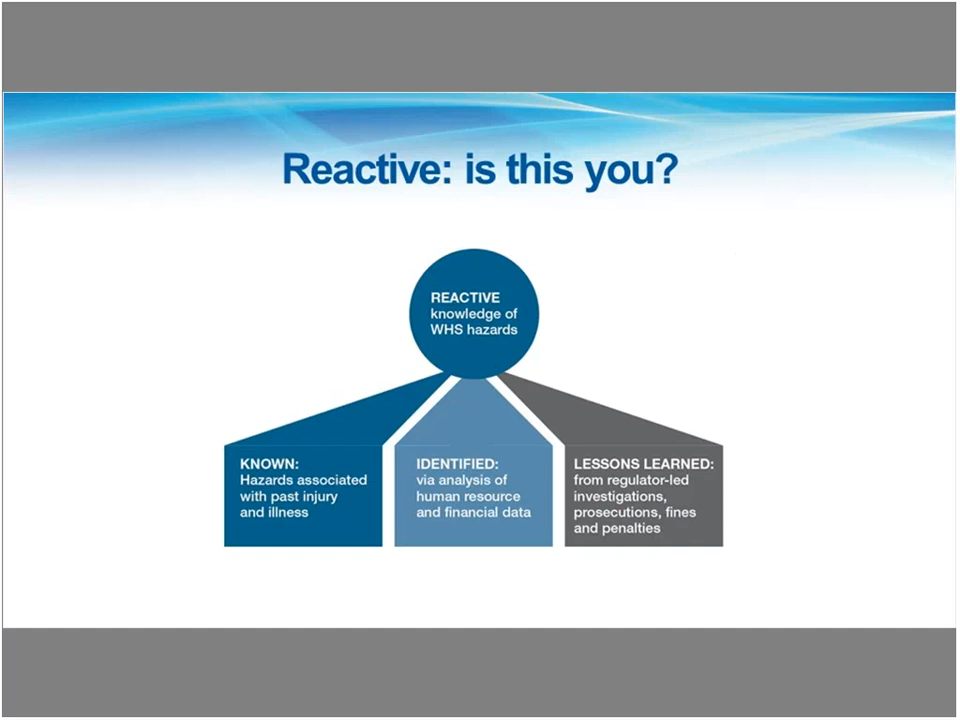 Reactive: is this you?
REACTIVE
knowledge of
WHS hazards
KNOWN:
Hazards associated
with past injury
and illness
IDENTIFIED:
via analysis of
human resource
and financial data
LESSONS LEARNED:
from regulator-led
investigations,
prosecutions, fines
and penalties